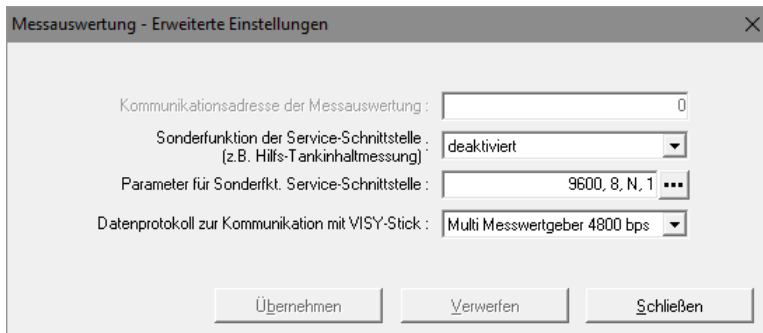 Messauswertung - Erweiterte Einstellungen
Kommunikationsadresse der Messauswertung : 0
Sonderfunktion der Service-Schnittstelle :
(z.B. Hilfs-Tankinhaltmessung) deaktiviert
Parameter für Sonderfkt. Service-Schnittstelle : 9600, 8, N, 1 ...
Datenprotokoll zur Kommunikation mit VISY-Stick : Multi Messwertgeber 4800 bps
Übernehmen Verwerfen Schließen